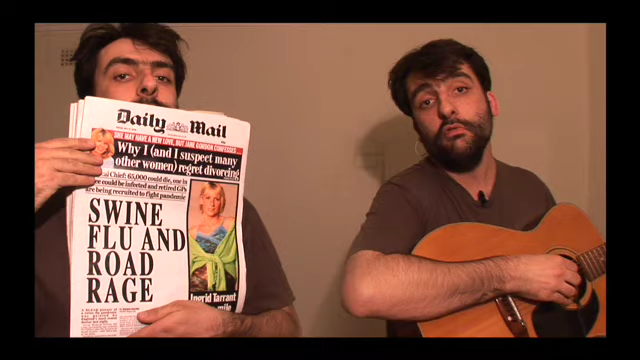 Daily Mail
SHE MAY HAVE A NEW LOVE, BUT JANE GORDON CONFESSES...
Why I (and I suspect many
other women) regret divorcing
Chief: 65,000 could die, one in
could be infected and retired GPs
are being recruited to fight pandemic
SWINE
FLU AND
ROAD
RAGE
Ingrid Tarrant